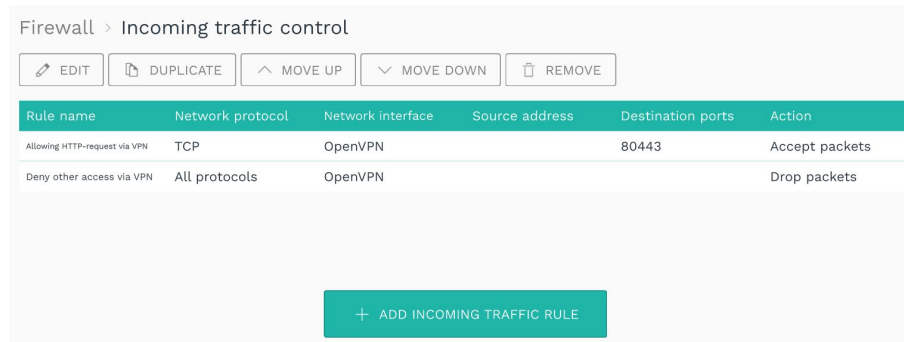 Firewall > Incoming traffic control
EDIT DUPLICATE MOVE UP MOVE DOWN REMOVE
Rule name Network protocol Network interface Source address Destination ports Action
Allowing HTTP-request via VPN TCP OpenVPN 80443 Accept packets
Deny other access via VPN All protocols OpenVPN Drop packets
+ ADD INCOMING TRAFFIC RULE